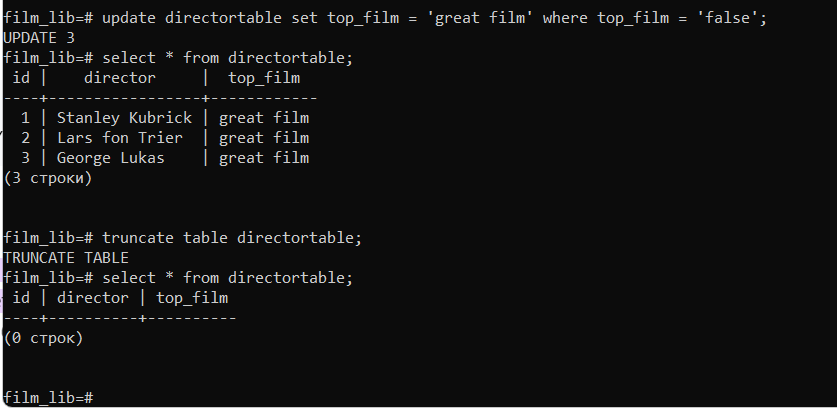 film_lib=# update directortable set top_film = 'great film' where top_film = 'false';
UPDATE 3
film_lib=# select * from directortable;
 id |    director     |  top_film
----+-----------------+------------
  1 | Stanley Kubrick | great film
  2 | Lars fon Trier  | great film
  3 | George Lukas    | great film
(3 строки)
film_lib=# truncate table directortable;
TRUNCATE TABLE
film_lib=# select * from directortable;
 id | director | top_film
----+----------+----------
(0 строк)
film_lib=#